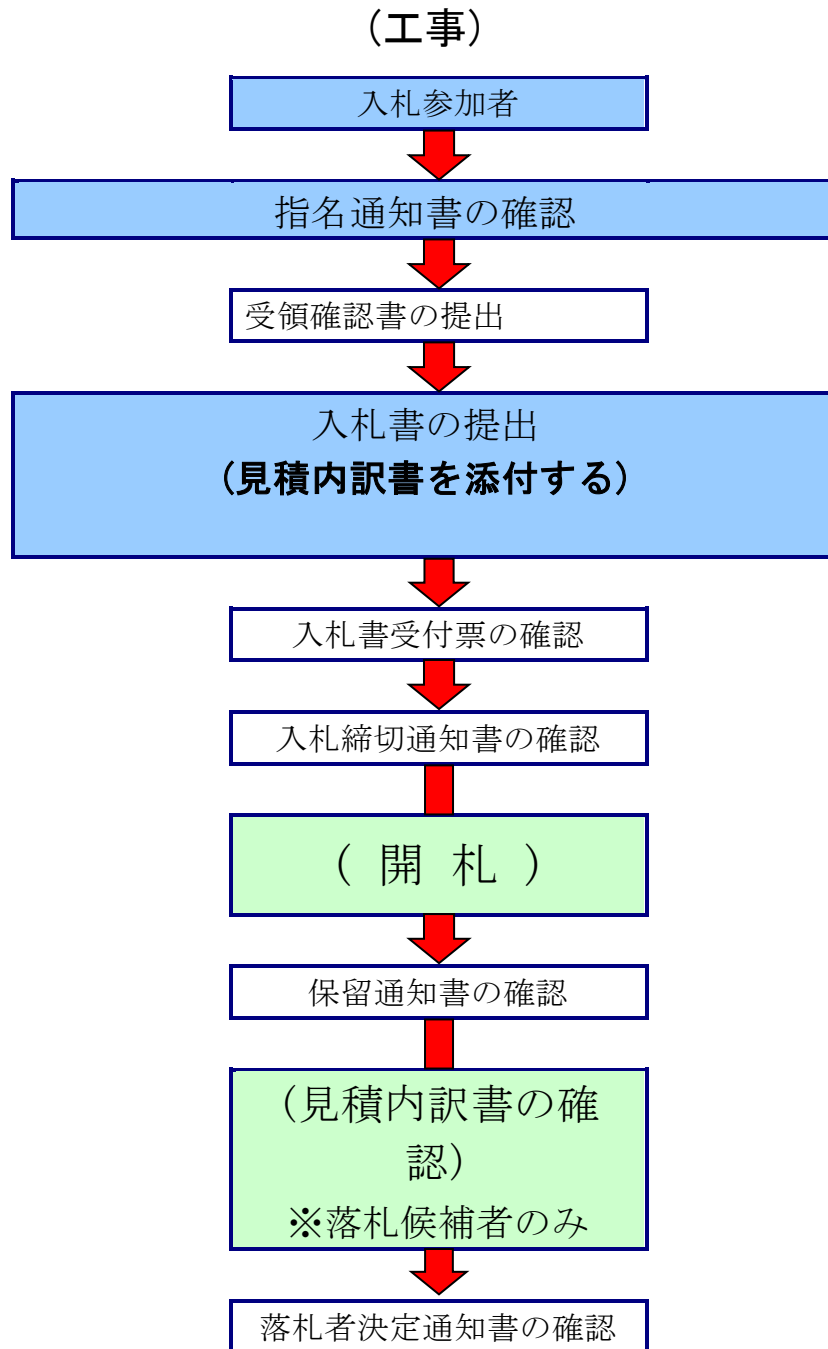 (工事)
入札参加者
指名通知書の確認
受領確認書の提出
入札書の提出
(見積内訳書を添付する)
入札書受付票の確認
入札締切通知書の確認
( 開 札 )
保留通知書の確認
(見積内訳書の確
認)
※落札候補者のみ
落札者決定通知書の確認